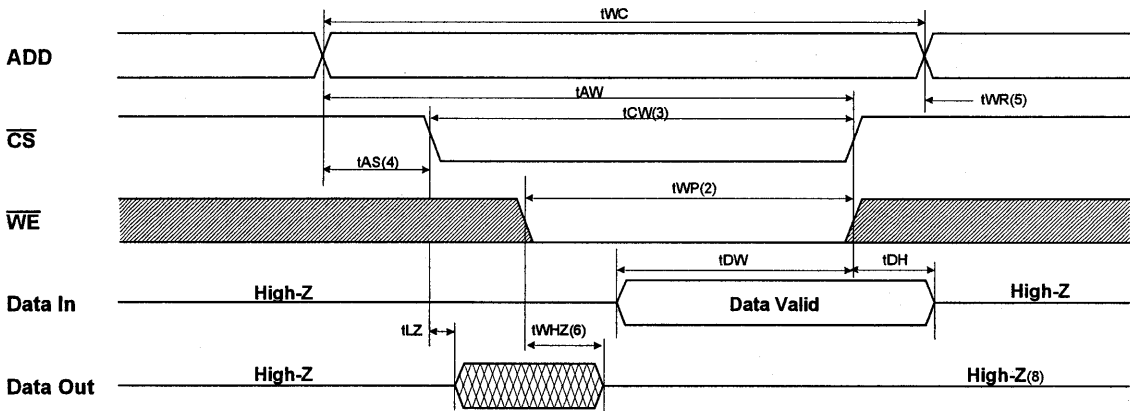 tWC
ADD
tAW
tWR(5)
tCW(3)
CS
tAS(4)
tWP(2)
WE
tDW
tDH
High-Z
High-Z
Data In
Data Valid
tLZ
tWHZ(6)
High-Z
High-Z(8)
Data Out